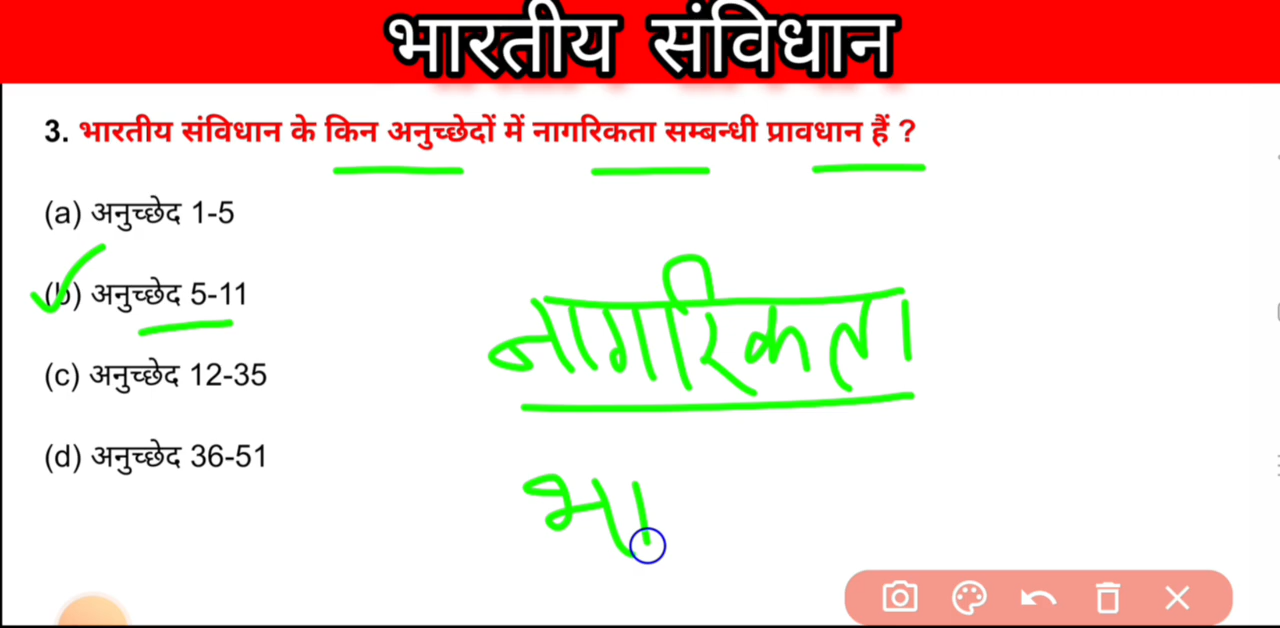 भारतीय संविधान
3. भारतीय संविधान के किन अनुच्छेदों में नागरिकता सम्बन्धी प्रावधान हैं ?
(a) अनुच्छेद 1-5
(b) अनुच्छेद 5-11
(c) अनुच्छेद 12-35
(d) अनुच्छेद 36-51
नागरिकता
भा